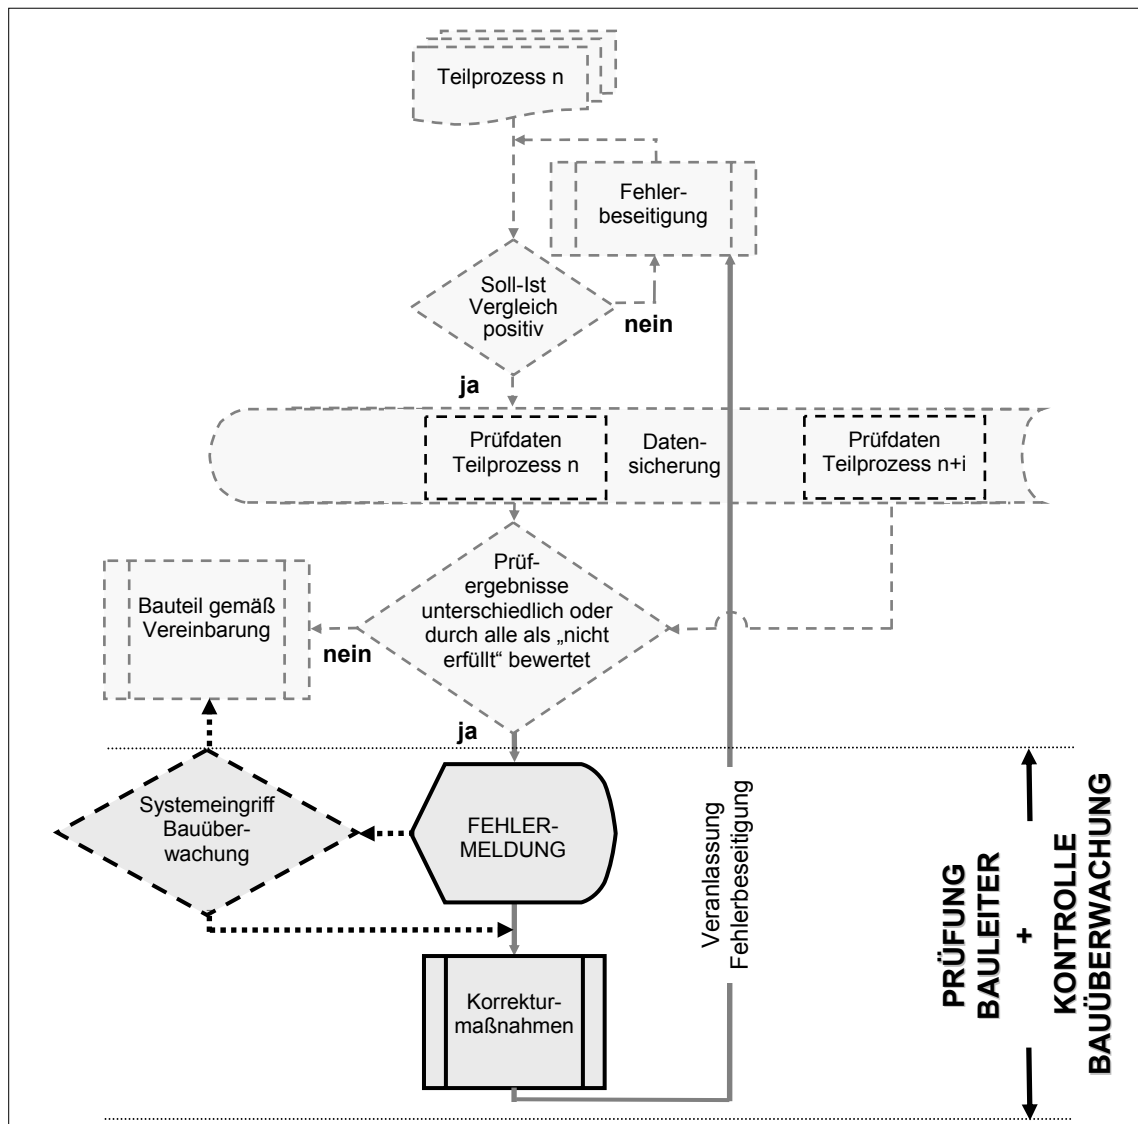 Teilprozess n
Fehler-
beseitigung
Soll-Ist
Vergleich
positiv
nein
ja
Prüfdaten
Teilprozess n
Daten-
sicherung
Prüfdaten
Teilprozess n+i
Prüf-
ergebnisse
unterschiedlich oder
durch alle als „nicht
erfüllt“ bewertet
Bauteil gemäß
Vereinbarung
nein
ja
Systemeingriff
Bauüber-
wachung
FEHLER-
MELDUNG
Veranlassung
Fehlerbeseitigung
Korrektur-
maßnahmen
PRÜFUNG
BAULEITER
+
KONTROLLE
BAUÜBERWACHUNG